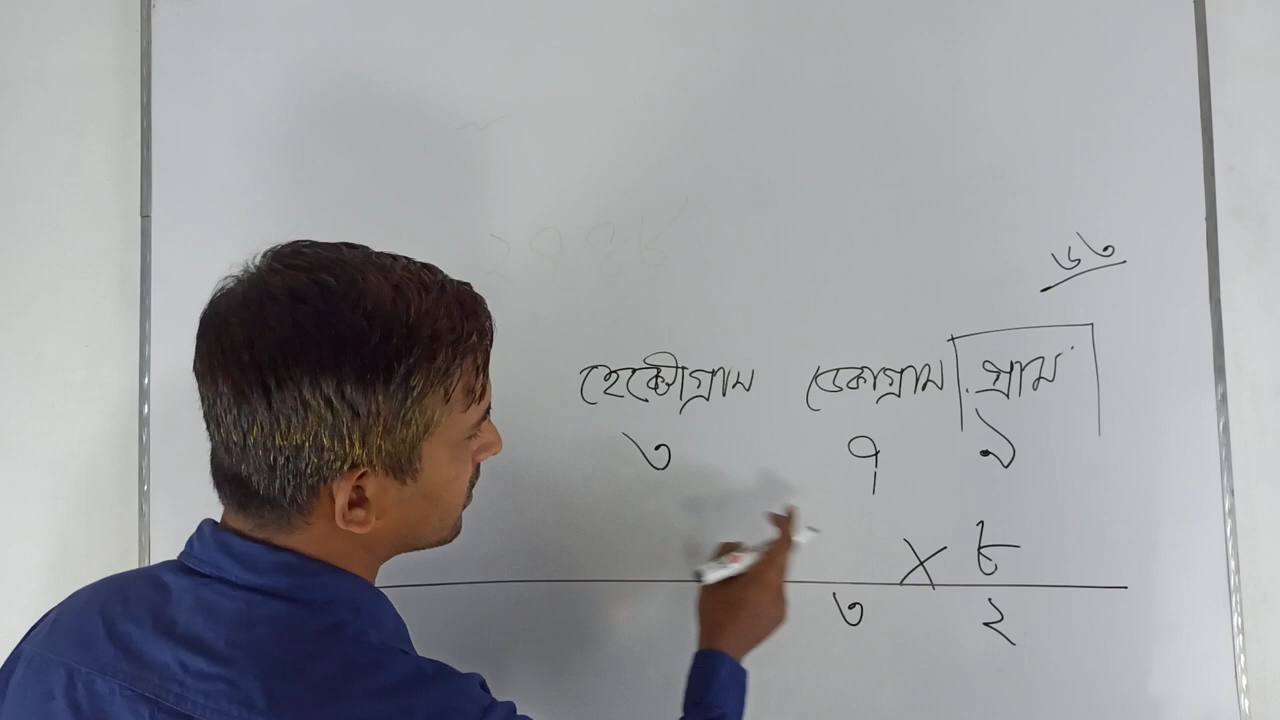 ৬৩
হেক্টোগ্রাম ডেকাগ্রাম গ্রাম
৩ ৭ ৯
× ৮
৩ ২